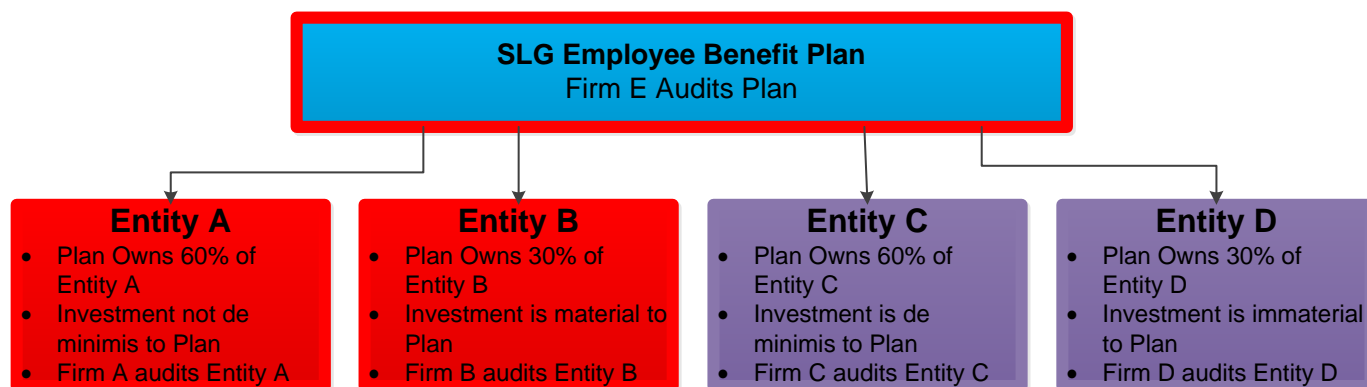 SLG Employee Benefit Plan
Firm E Audits Plan
Entity A
• Plan Owns 60% of
Entity A
• Investment not de
minimis to Plan
• Firm A audits Entity A
Entity B
• Plan Owns 30% of
Entity B
• Investment is material to
Plan
• Firm B audits Entity B
Entity C
• Plan Owns 60% of
Entity C
• Investment is de
minimis to Plan
• Firm C audits Entity C
Entity D
• Plan Owns 30% of
Entity D
• Investment is immaterial
to Plan
• Firm D audits Entity D